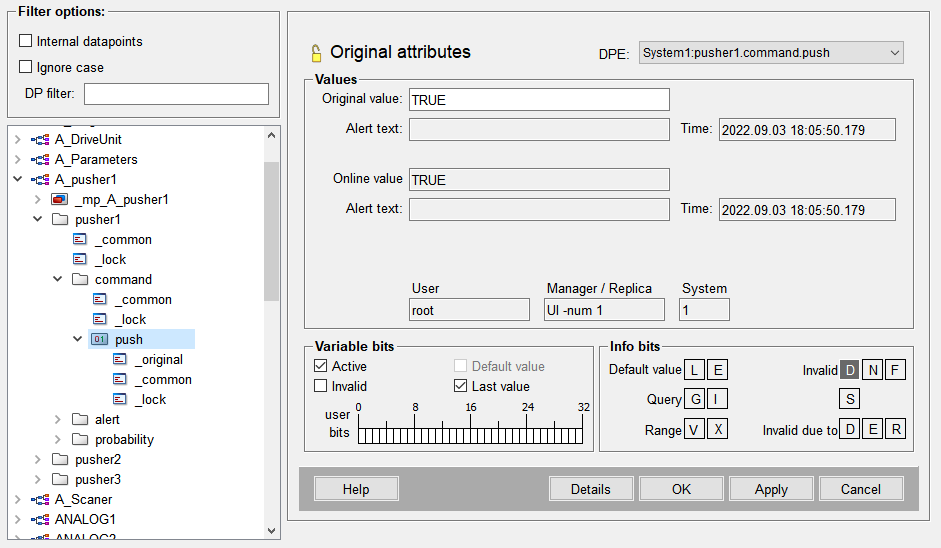 Filter options:
Internal datapoints
Ignore case
DP filter:
A_DriveUnit
A_Parameters
A_pusher1
_mp_A_pusher1
pusher1
_common
_lock
command
_common
_lock
push
_original
_common
_lock
alert
probability
pusher2
pusher3
A_Scaner
ANALOG1
ANALOG2
Original attributes
DPE: System1:pusher1.command.push
Values
Original value: TRUE
Alert text: Time: 2022.09.03 18:05:50.179
Online value TRUE
Alert text: Time: 2022.09.03 18:05:50.179
User Manager / Replica System
root UI -num 1 1
Variable bits
Active Default value
Invalid Last value
0 8 16 24 32
user
bits
Info bits
Default value L E Invalid D N F
Query G I S
Range V X Invalid due to D E R
Help Details OK Apply Cancel